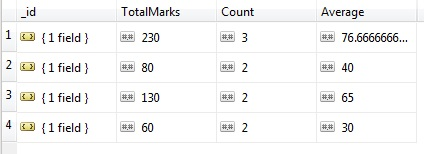 _id TotalMarks Count Average
1 { 1 field } 230 3 76.6666666...
2 { 1 field } 80 2 40
3 { 1 field } 130 2 65
4 { 1 field } 60 2 30